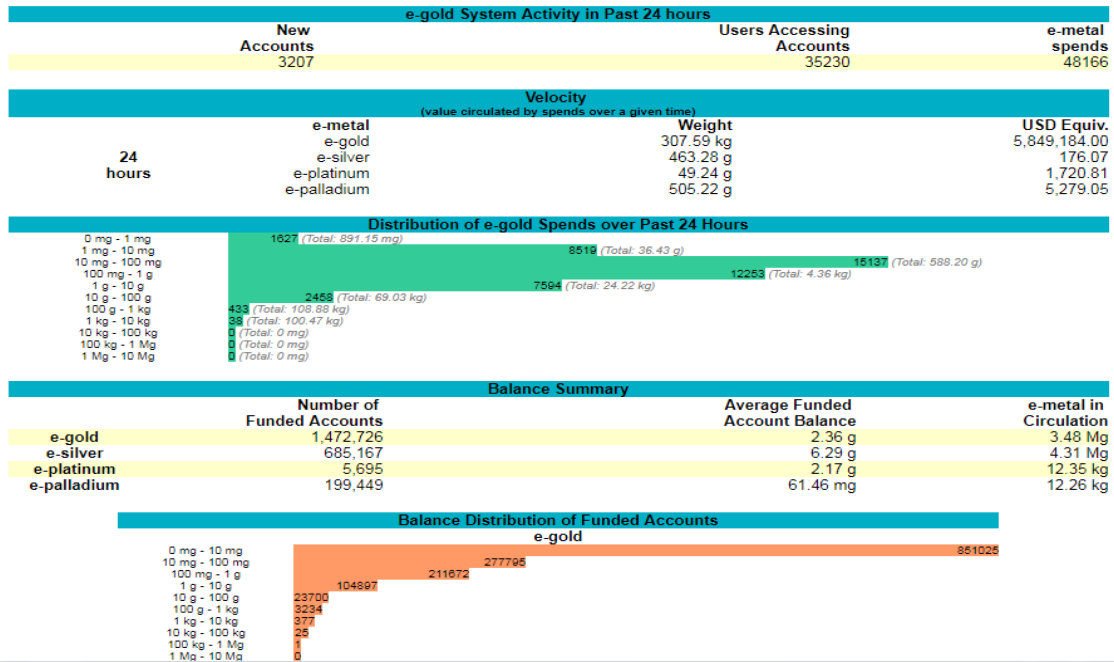 e-gold System Activity in Past 24 hours
New Accounts Users Accessing Accounts e-metal spends
3207 35230 48166
Velocity
(value circulated by spends over a given time)
e-metal Weight USD Equiv.
24 hours
e-gold 307.59 kg 5,849,184.00
e-silver 463.28 g 176.07
e-platinum 49.24 g 1,720.81
e-palladium 505.22 g 5,279.05
Distribution of e-gold Spends over Past 24 Hours
0 mg - 1 mg 1627 (Total: 891.15 mg)
1 mg - 10 mg 8519 (Total: 36.43 g)
10 mg - 100 mg 15137 (Total: 588.20 g)
100 mg - 1 g 12253 (Total: 4.36 kg)
1 g - 10 g 7594 (Total: 24.22 kg)
10 g - 100 g 2458 (Total: 69.03 kg)
100 g - 1 kg 433 (Total: 108.88 kg)
1 kg - 10 kg 38 (Total: 100.47 kg)
10 kg - 100 kg 0 (Total: 0 mg)
100 kg - 1 Mg 0 (Total: 0 mg)
1 Mg - 10 Mg 0 (Total: 0 mg)
Balance Summary
Number of Funded Accounts Average Funded Account Balance e-metal in Circulation
e-gold 1,472,726 2.36 g 3.48 Mg
e-silver 685,167 6.29 g 4.31 Mg
e-platinum 5,695 2.17 g 12.35 kg
e-palladium 199,449 61.46 mg 12.26 kg
Balance Distribution of Funded Accounts
e-gold
0 mg - 10 mg 851025
10 mg - 100 mg 277795
100 mg - 1 g 211672
1 g - 10 g 104897
10 g - 100 g 23700
100 g - 1 kg 3234
1 kg - 10 kg 377
10 kg - 100 kg 25
100 kg - 1 Mg 1
1 Mg - 10 Mg 0